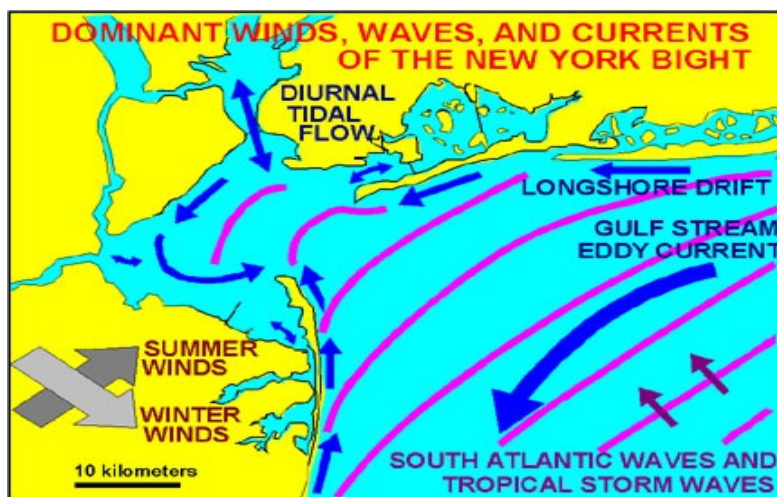 DOMINANT WINDS, WAVES, AND CURRENTS
OF THE NEW YORK BIGHT
DIURNAL
TIDAL
FLOW
LONGSHORE DRIFT
GULF STREAM
EDDY CURRENT
SUMMER
WINDS
WINTER
WINDS
10 kilometers
SOUTH ATLANTIC WAVES AND
TROPICAL STORM WAVES